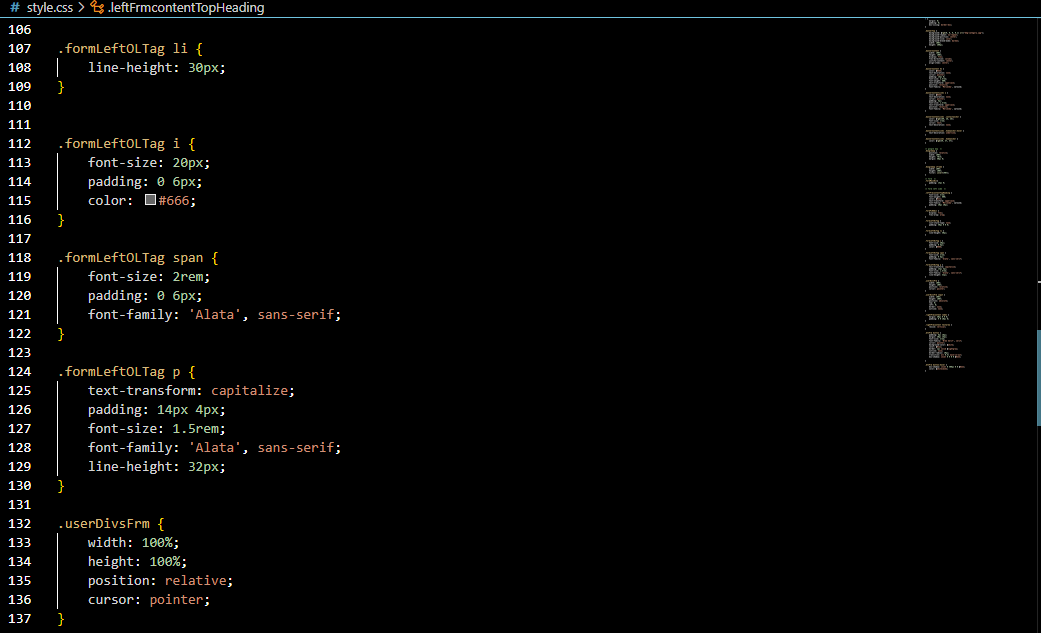 # style.css > .leftFrmcontentTopHeading
106
107 .formLeftOLTag li {
108     line-height: 30px;
109 }
110
111
112 .formLeftOLTag i {
113     font-size: 20px;
114     padding: 0 6px;
115     color: #666;
116 }
117
118 .formLeftOLTag span {
119     font-size: 2rem;
120     padding: 0 6px;
121     font-family: 'Alata', sans-serif;
122 }
123
124 .formLeftOLTag p {
125     text-transform: capitalize;
126     padding: 14px 4px;
127     font-size: 1.5rem;
128     font-family: 'Alata', sans-serif;
129     line-height: 32px;
130 }
131
132 .userDivsFrm {
133     width: 100%;
134     height: 100%;
135     position: relative;
136     cursor: pointer;
137 }